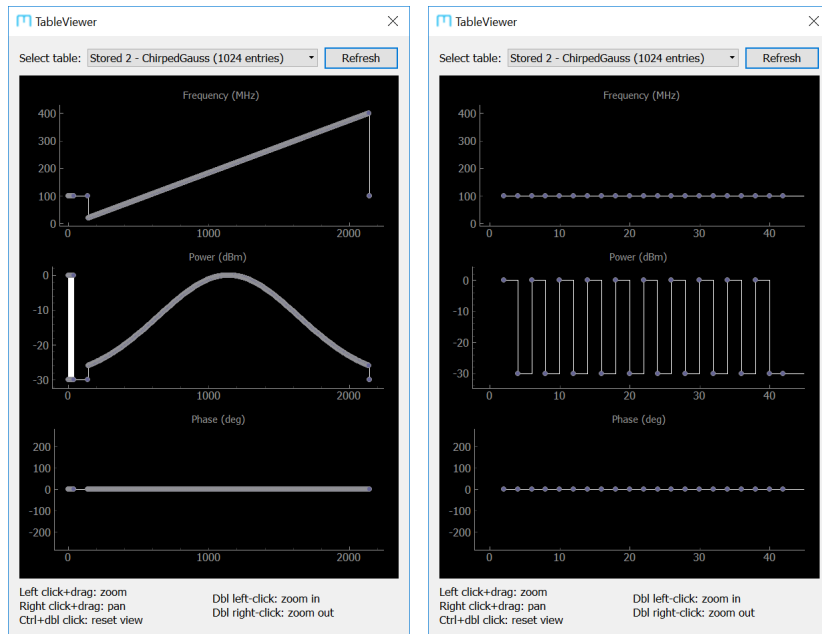 TableViewer
Select table: Stored 2 - ChirpedGauss (1024 entries) Refresh
Frequency (MHz)
400
300
200
100
0
0 1000 2000
Power (dBm)
0
-10
-20
-30
0 1000 2000
Phase (deg)
200
100
0
-100
-200
0 1000 2000
Left click+drag: zoom
Right click+drag: pan
Ctrl+dbl click: reset view
Dbl left-click: zoom in
Dbl right-click: zoom out
TableViewer
Select table: Stored 2 - ChirpedGauss (1024 entries) Refresh
Frequency (MHz)
400
300
200
100
0
0 10 20 30 40
Power (dBm)
0
-10
-20
-30
0 10 20 30 40
Phase (deg)
200
100
0
-100
-200
0 10 20 30 40
Left click+drag: zoom
Right click+drag: pan
Ctrl+dbl click: reset view
Dbl left-click: zoom in
Dbl right-click: zoom out